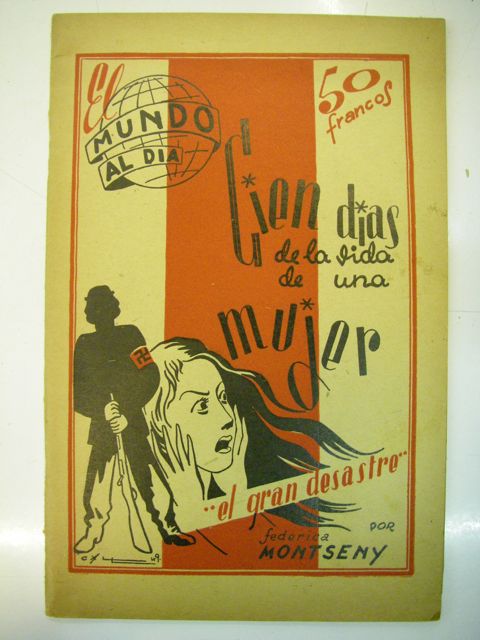 El
MUNDO
AL DIA
50
francos
Cien dias
de la vida
de una
mujer
"el gran desastre"
por
federica
MONTSENY